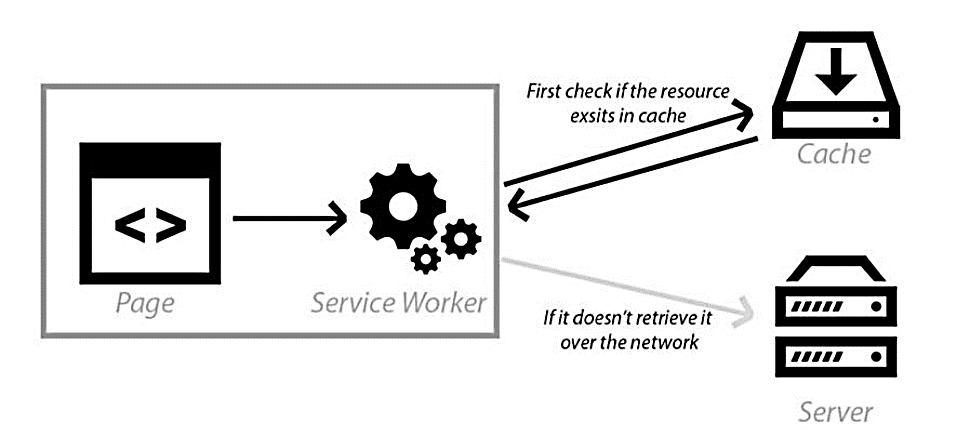 First check if the resource
exsits in cache
Cache
< >
Page
Service Worker
If it doesn't retrieve it
over the network
Server